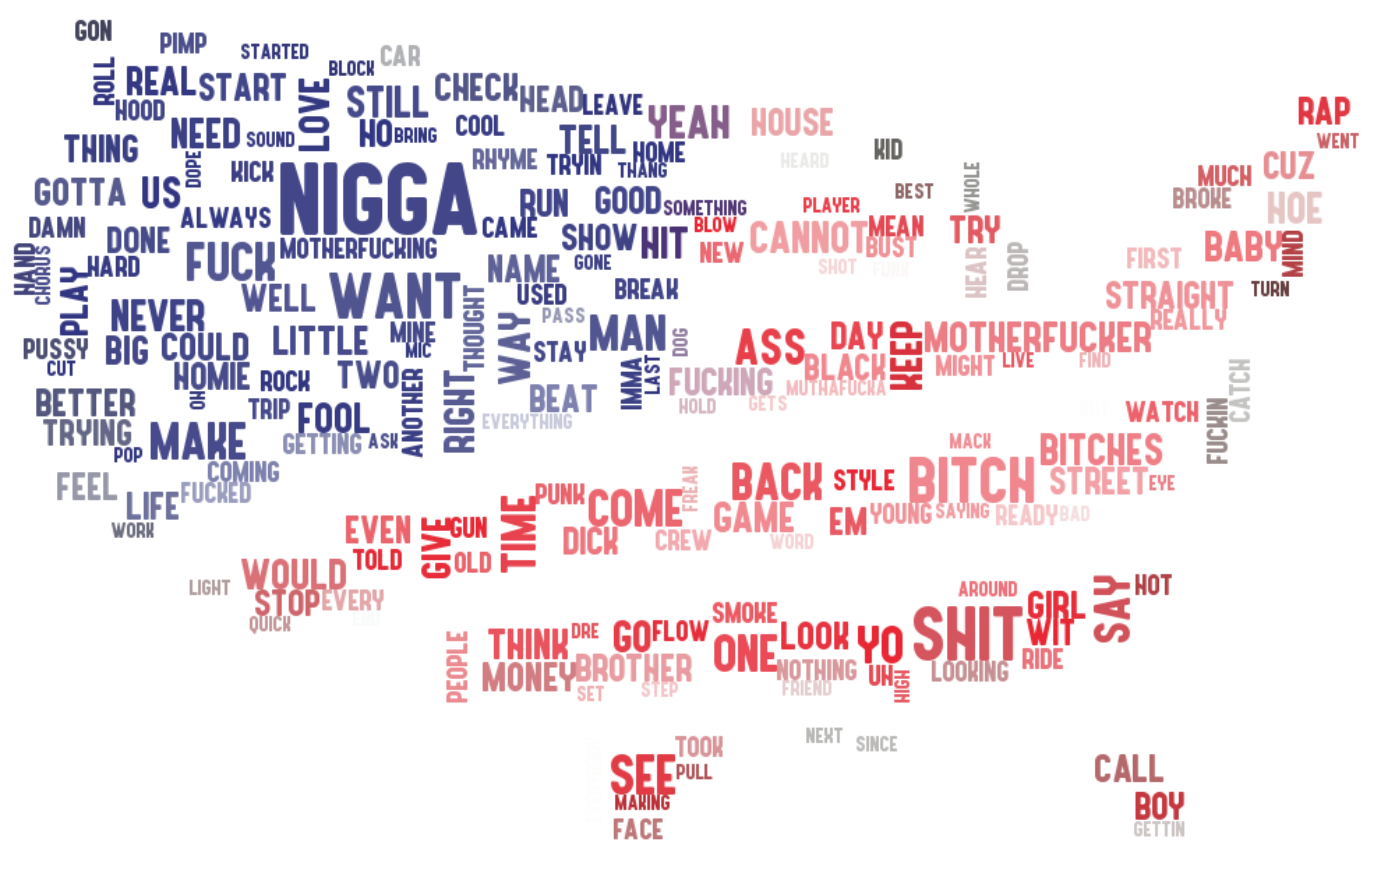 GON
PIMP
STARTED
CAR
BLOCK
ROLL
REAL
START
LOVE
STILL
CHECK
HEAD
LEAVE
YEAH
HOUSE
RAP
HOOD
NEED
SOUND
HO
BRING
COOL
TELL
HOME
WENT
THING
DOPE
KICK
RHYME
TRYIN
THANG
HEARD
KID
CUZ
GOTTA
US
NIGGA
RUN
GOOD
SOMETHING
PLAYER
BEST
WHOLE
MUCH
BROKE
HOE
DAMN
ALWAYS
CAME
SHOW
HIT
BLOW
CANNOT
MEAN
TRY
DONE
MOTHERFUCKING
NEW
BUST
BABY
MIND
HAND
CHORUS
HARD
FUCK
NAME
GONE
SHOT
FUNK
HEAR
DROP
FIRST
PLAY
WELL
WANT
USED
BREAK
STRAIGHT
TURN
NEVER
THOUGHT
WAY
PASS
REALLY
PUSSY
BIG
COULD
LITTLE
MINE
MIC
STAY
MAN
DOG
ASS
DAY
KEEP
MOTHERFUCKER
CUT
HOMIE
ROCK
TWO
ANOTHER
IMMA
LAST
FUCKING
BLACK
MIGHT
LIVE
FIND
MUTHAFUCKA
BETTER
OH
TRIP
FOOL
RIGHT
BEAT
HOLD
GETS
WATCH
FUCKIN
CATCH
TRYING
POP
MAKE
GETTING
ASK
EVERYTHING
MACK
BITCHES
FEEL
COMING
FUCKED
LIFE
WORK
PUNK
COME
FREAK
BACK
STYLE
BITCH
STREET
EYE
EVEN
GIVE
GUN
TIME
DICK
CREW
GAME
WORD
EM
YOUNG
SAYING
READY
BAD
TOLD
OLD
LIGHT
WOULD
STOP
EVERY
END
QUICK
AROUND
GIRL
SAY
HOT
PEOPLE
THINK
DRE
GO
FLOW
SMOKE
ONE
LOOK
YO
SHIT
WIT
RIDE
MONEY
BROTHER
SET
STEP
NOTHING
FRIEND
UH
HIGH
LOOKING
NEXT
SINCE
TOOK
SEE
PULL
MAKING
FACE
CALL
BOY
GETTIN